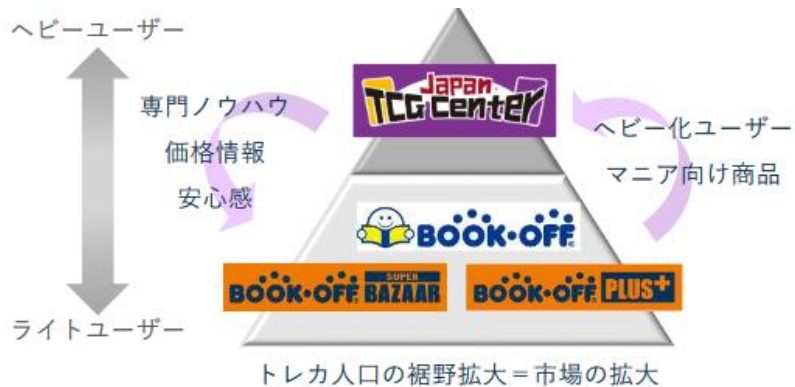 ヘビーユーザー
Japan
TCG center
専門ノウハウ
価格情報
安心感
ヘビー化ユーザー
マニア向け商品
BOOK・OFF
BOOK・OFF SUPER BAZAAR
BOOK・OFF PLUS+
ライトユーザー
トレカ人口の裾野拡大＝市場の拡大